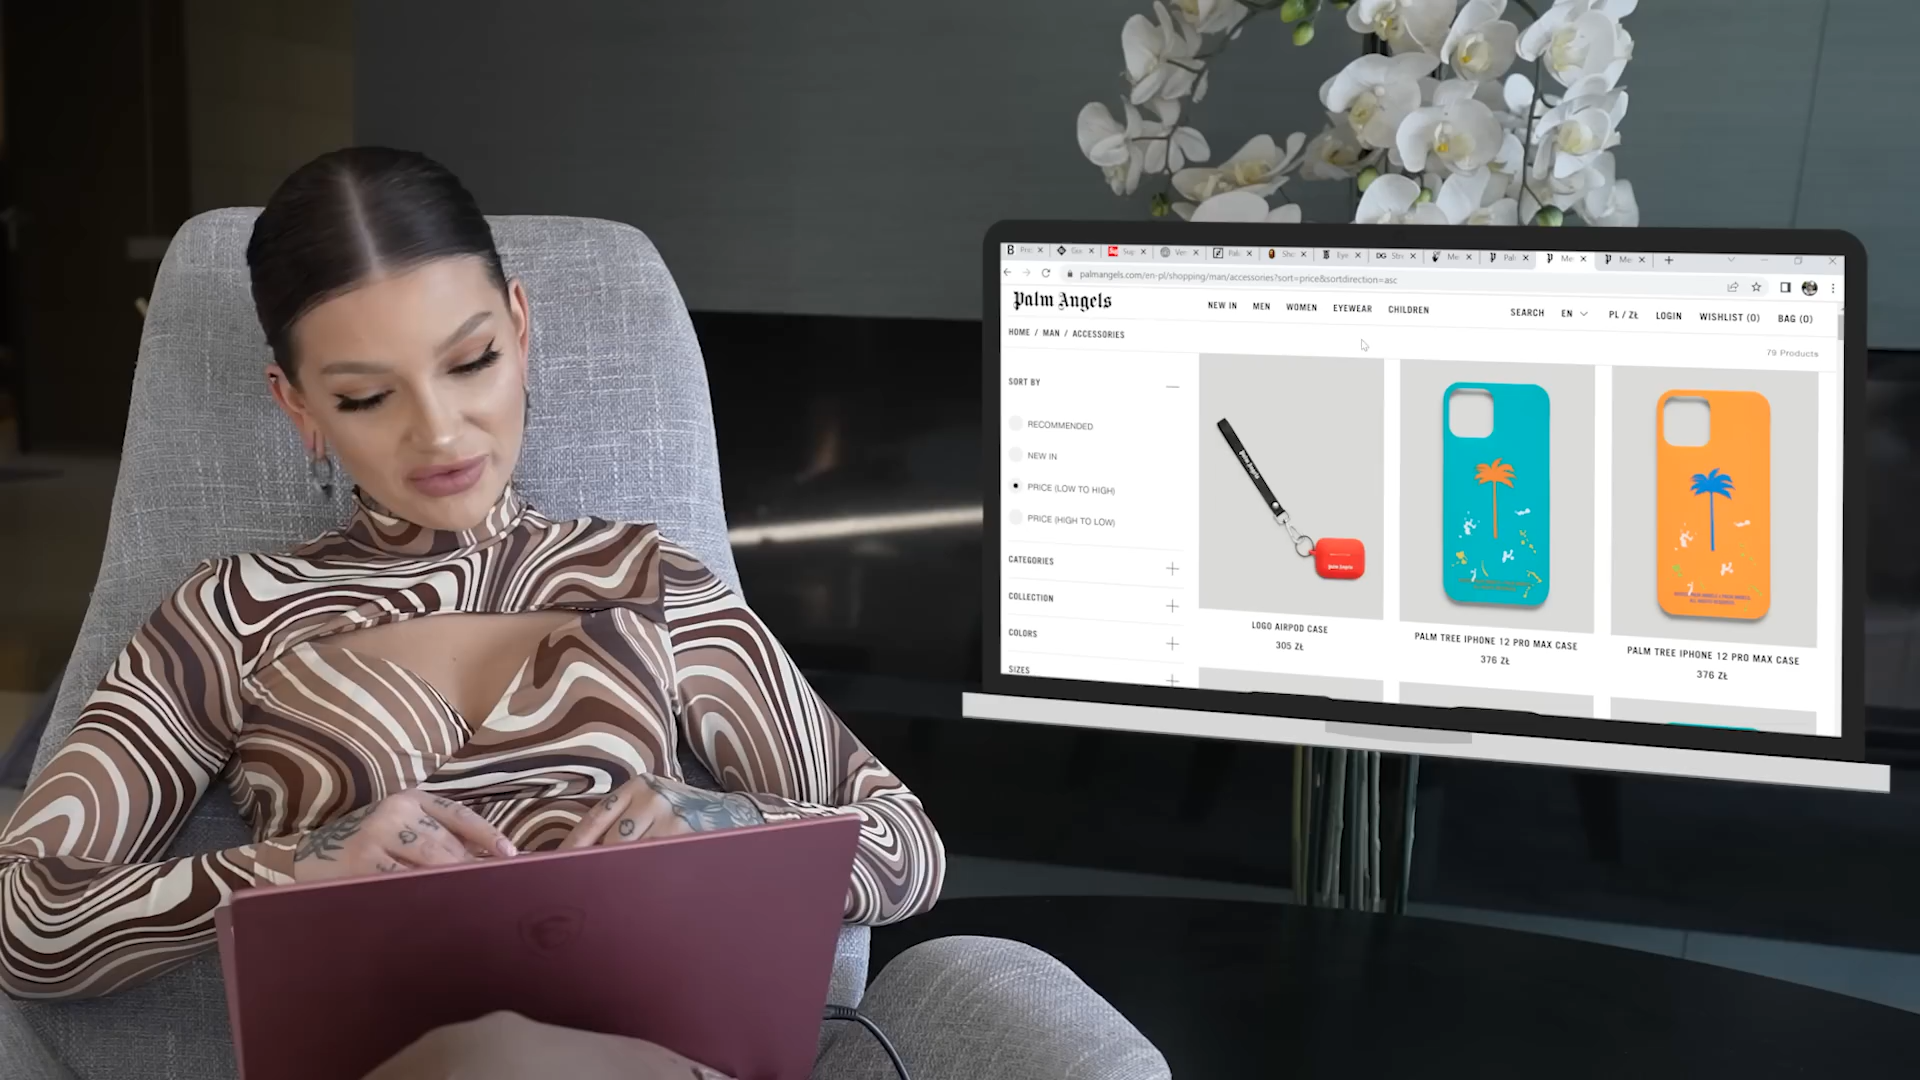 palmangels.com/en-pl/shopping/man/accessories?sort=price&sortdirection=asc
Palm Angels
NEW IN MEN WOMEN EYEWEAR CHILDREN
SEARCH EN PL / ZŁ LOGIN WISHLIST (0) BAG (0)
HOME / MAN / ACCESSORIES
79 Products
SORT BY
RECOMMENDED
NEW IN
PRICE (LOW TO HIGH)
PRICE (HIGH TO LOW)
CATEGORIES
COLLECTION
COLORS
SIZES
LOGO AIRPOD CASE
305 ZŁ
PALM TREE IPHONE 12 PRO MAX CASE
376 ZŁ
PALM TREE IPHONE 12 PRO MAX CASE
376 ZŁ